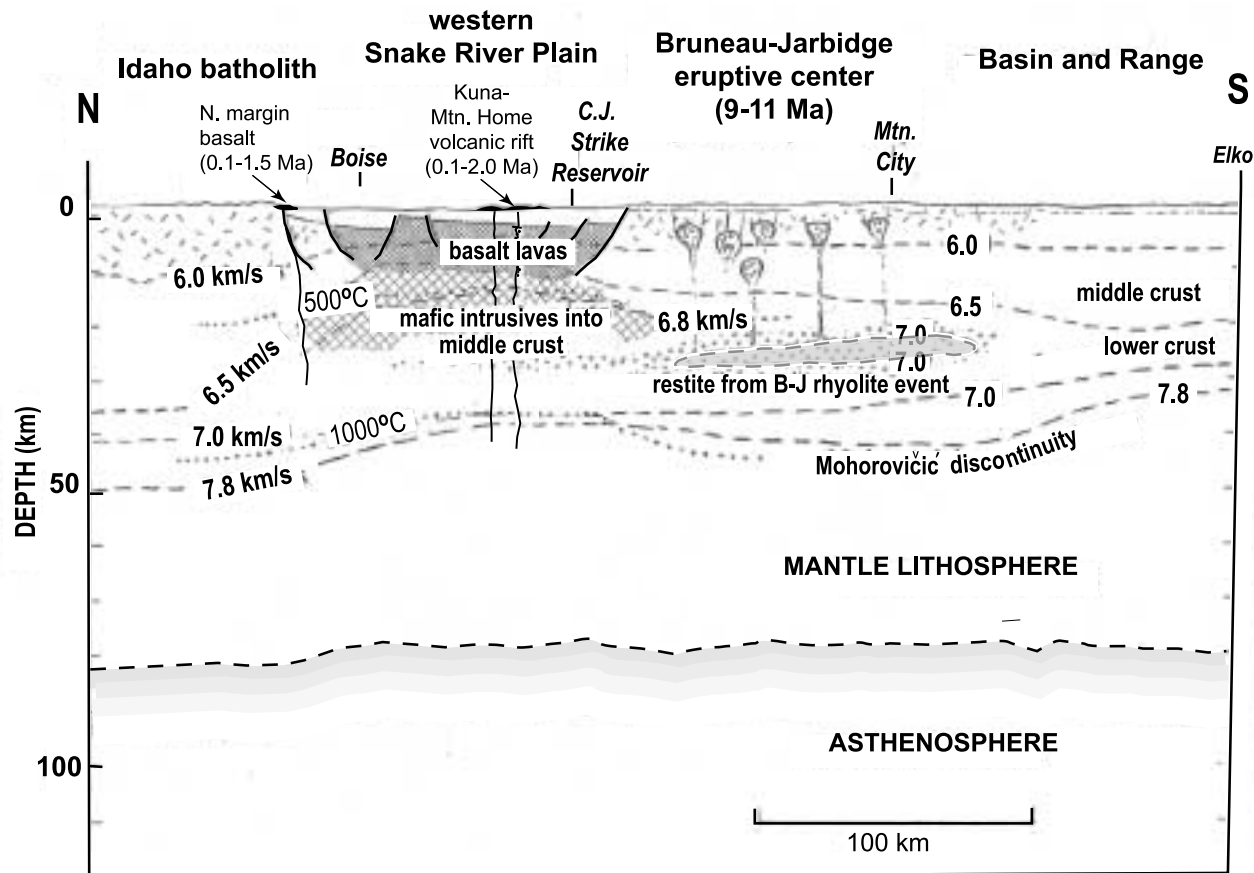 western
Snake River Plain
Idaho batholith
Bruneau-Jarbidge
eruptive center
(9-11 Ma)
Basin and Range
N
S
N. margin
basalt
(0.1-1.5 Ma)
Boise
Kuna-
Mtn. Home
volcanic rift
(0.1-2.0 Ma)
C.J.
Strike
Reservoir
Mtn.
City
Elko
0
basalt lavas
6.0
6.0 km/s
500ºC
mafic intrusives into
middle crust
6.8 km/s
6.5
middle crust
7.0
7.0
lower crust
6.5 km/s
restite from B-J rhyolite event
7.0
7.8
7.0 km/s
1000ºC
Mohorovičić discontinuity
7.8 km/s
50
DEPTH (km)
MANTLE LITHOSPHERE
ASTHENOSPHERE
100
100 km